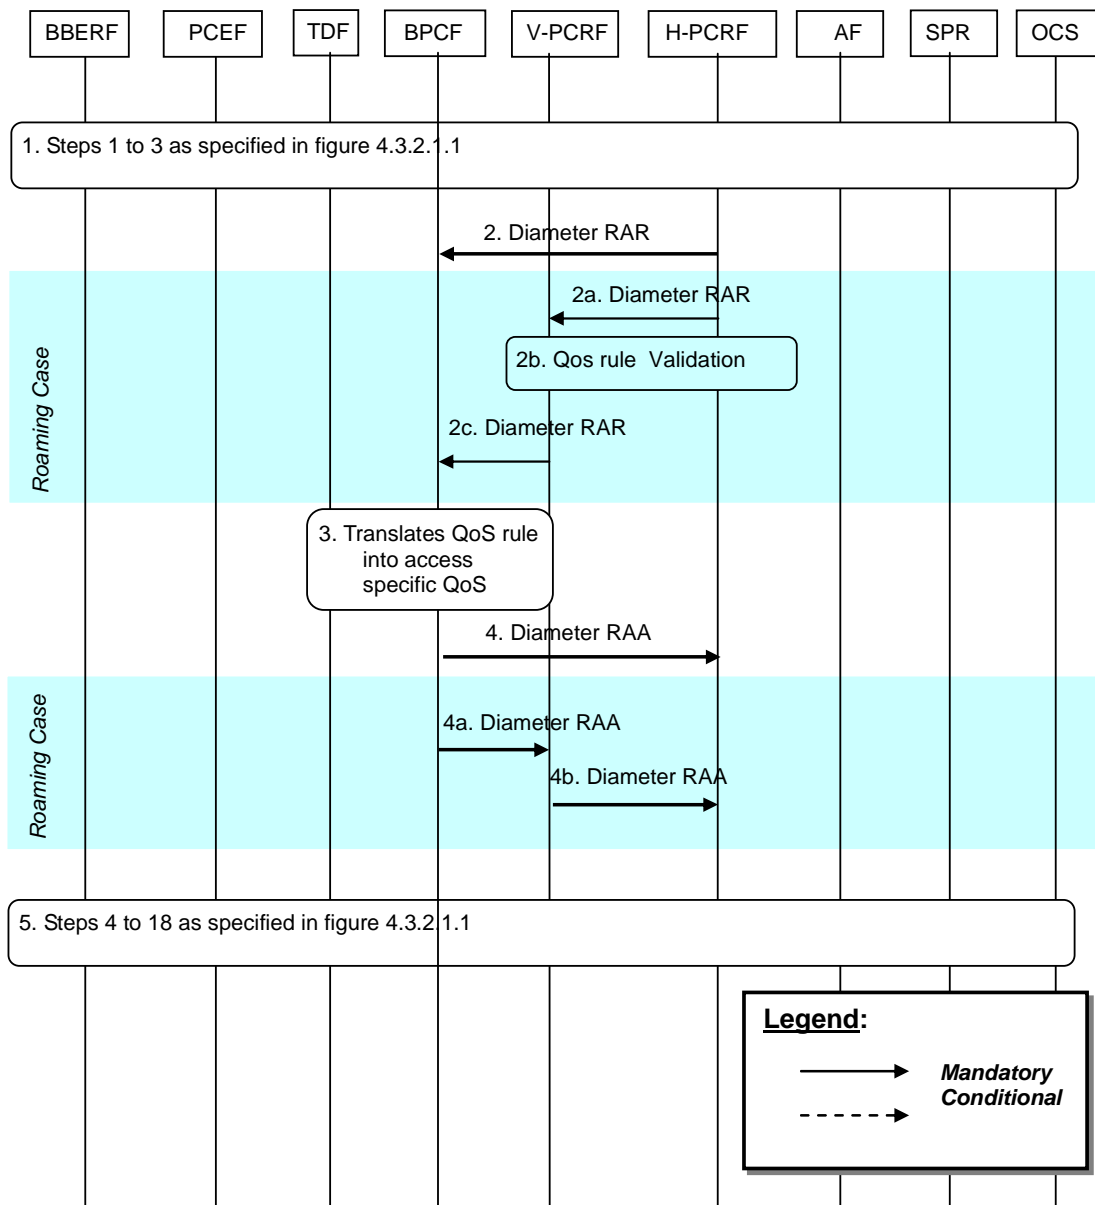 BBERF PCEF TDF BPCF V-PCRF H-PCRF AF SPR OCS
1. Steps 1 to 3 as specified in figure 4.3.2.1.1
2. Diameter RAR
2a. Diameter RAR
2b. Qos rule Validation
2c. Diameter RAR
Roaming Case
3. Translates QoS rule
into access
specific QoS
4. Diameter RAA
4a. Diameter RAA
4b. Diameter RAA
Roaming Case
5. Steps 4 to 18 as specified in figure 4.3.2.1.1
Legend:
Mandatory
Conditional